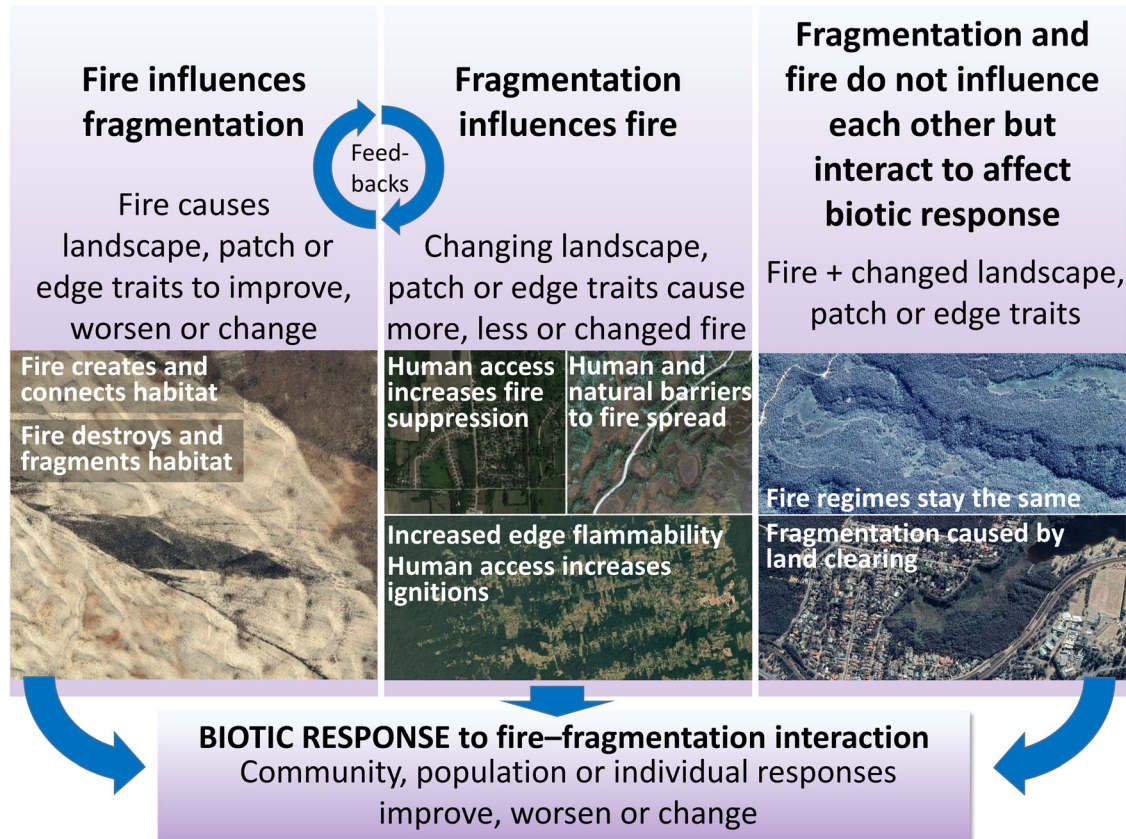 Fire influences
fragmentation
Fire causes
landscape, patch or
edge traits to improve,
worsen or change
Fire creates and
connects habitat
Fire destroys and
fragments habitat
Feed-
backs
Fragmentation
influences fire
Changing landscape,
patch or edge traits cause
more, less or changed fire
Human access
increases fire
suppression
Human and
natural barriers
to fire spread
Increased edge flammability
Human access increases
ignitions
Fragmentation and
fire do not influence
each other but
interact to affect
biotic response
Fire + changed landscape,
patch or edge traits
Fire regimes stay the same
Fragmentation caused by
land clearing
BIOTIC RESPONSE to fire–fragmentation interaction
Community, population or individual responses
improve, worsen or change